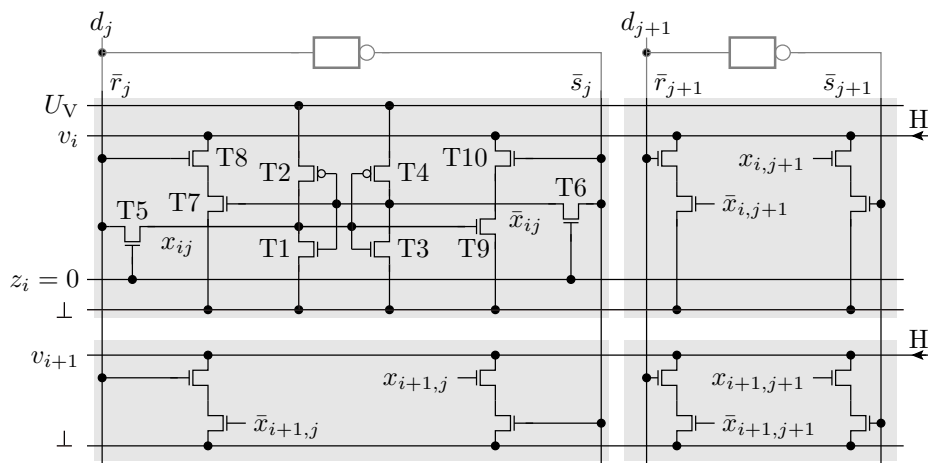 d_j d_{j+1}
r̄_j s̄_j r̄_{j+1} s̄_{j+1}
U_V
v_i H
T8 T2 T4 T10 x_{i,j+1}
T6
T7 x̄_{i,j+1}
T5 x̄_{ij}
x_{ij} T1 T3 T9
z_i = 0
⊥
v_{i+1} H
x_{i+1,j} x_{i+1,j+1}
x̄_{i+1,j} x̄_{i+1,j+1}
⊥